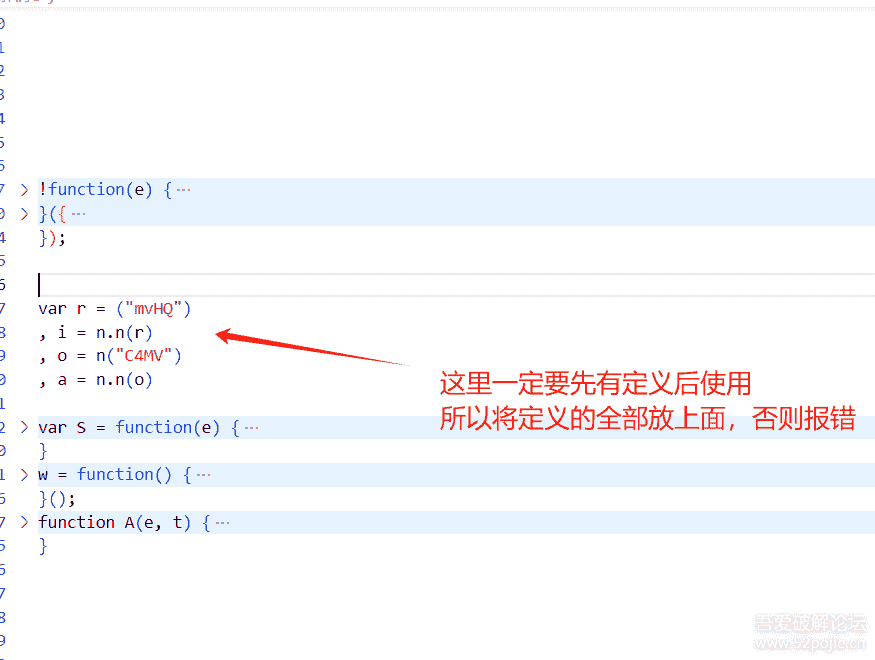 !function(e) { ···
}({ ···
});
var r = ("mvHQ")
, i = n.n(r)
, o = n("C4MV")
, a = n.n(o)
这里一定要先有定义后使用
所以将定义的全部放上面，否则报错
var S = function(e) { ···
}
w = function() { ···
}();
function A(e, t) { ···
}
吾爱破解论坛
www.52pojie.cn